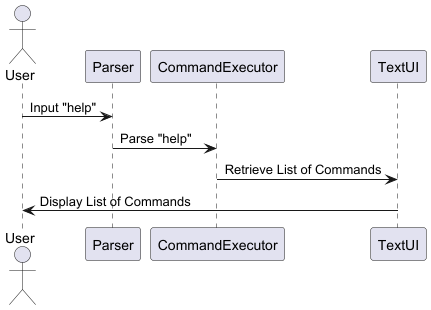 User
Parser
CommandExecutor
TextUI
Input "help"
Parse "help"
Retrieve List of Commands
Display List of Commands
User
Parser
CommandExecutor
TextUI